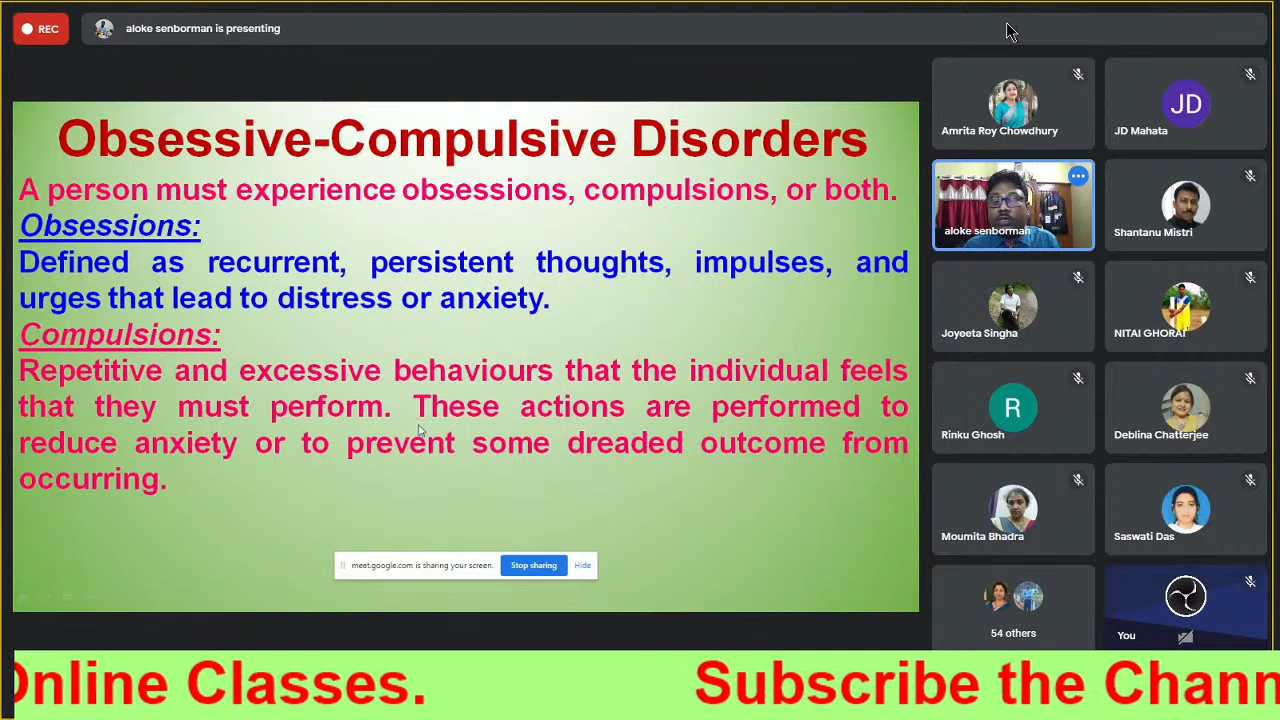 REC
aloke senborman is presenting
Obsessive-Compulsive Disorders
A person must experience obsessions, compulsions, or both.
Obsessions:
Defined as recurrent, persistent thoughts, impulses, and
urges that lead to distress or anxiety.
Compulsions:
Repetitive and excessive behaviours that the individual feels
that they must perform. These actions are performed to
reduce anxiety or to prevent some dreaded outcome from
occurring.
meet.google.com is sharing your screen.
Stop sharing
Hide
Amrita Roy Chowdhury
JD
JD Mahata
aloke senborman
Shantanu Mistri
Joyeeta Singha
NITAI GHORAI
R
Rinku Ghosh
Deblina Chatterjee
Moumita Bhadra
Saswati Das
54 others
You
Online Classes.
Subscribe the Chann